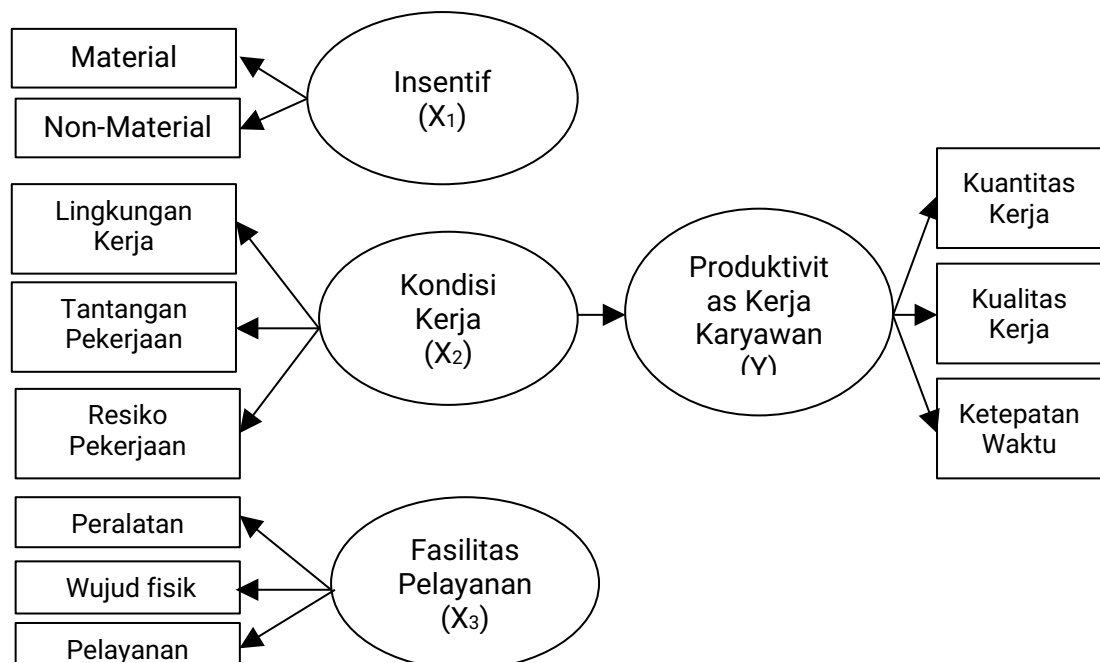 Material
Non-Material
Insentif
(X1)
Lingkungan
Kerja
Tantangan
Pekerjaan
Resiko
Pekerjaan
Kondisi
Kerja
(X2)
Produktivit
as Kerja
Karyawan
(Y)
Kuantitas
Kerja
Kualitas
Kerja
Ketepatan
Waktu
Peralatan
Wujud fisik
Pelayanan
Fasilitas
Pelayanan
(X3)